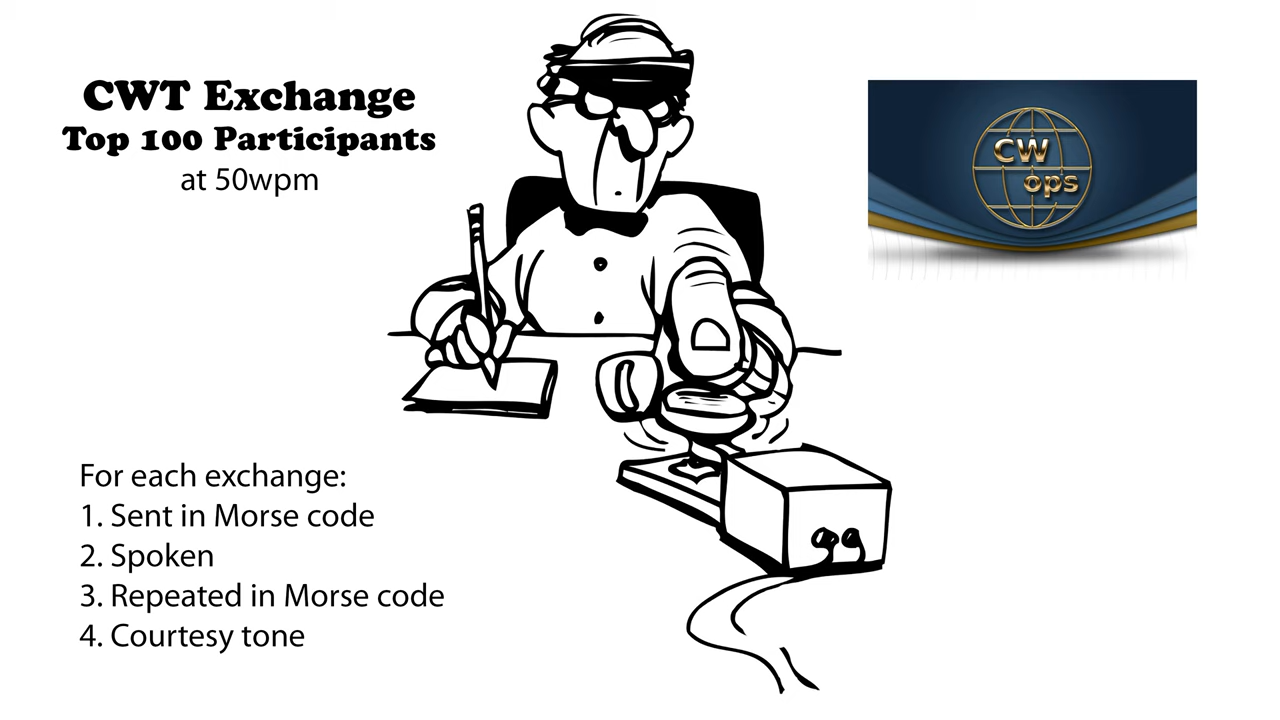 CWT Exchange
Top 100 Participants
at 50wpm
CW
ops
For each exchange:
1. Sent in Morse code
2. Spoken
3. Repeated in Morse code
4. Courtesy tone